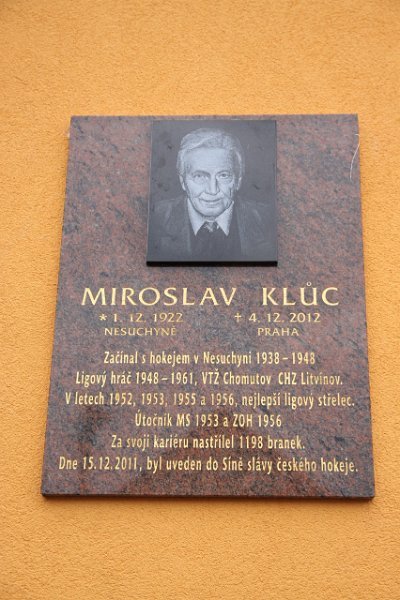 MIROSLAV KLŮC
* 1. 12. 1922 + 4. 12. 2012
NESUCHYNĚ PRAHA
Začínal s hokejem v Nesuchyni 1938 – 1948
Ligový hráč 1948 – 1961, VTŽ Chomutov CHZ Litvínov.
V letech 1952, 1953, 1955 a 1956, nejlepší ligový střelec.
Útočník MS 1953 a ZOH 1956
Za svoji kariéru nastřílel 1198 branek.
Dne 15.12.2011, byl uveden do Síně slávy českého hokeje.